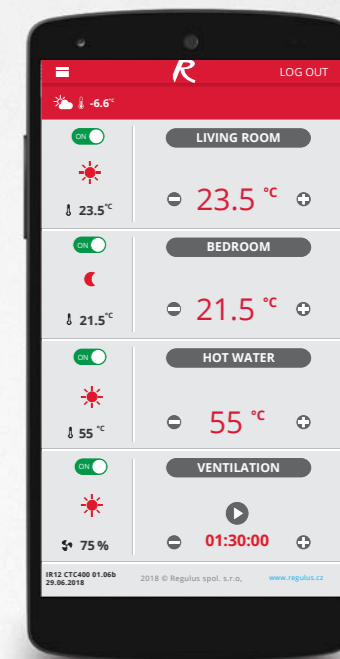 R
LOG OUT
-6.6°C
ON
LIVING ROOM
23.5 °C
23.5°C
ON
BEDROOM
21.5 °C
21.5°C
ON
HOT WATER
55 °C
55 °C
ON
VENTILATION
01:30:00
75 %
IR12 CTC400 01.06b
29.06.2018
2018 © Regulus spol. s.r.o,
www.regulus.cz